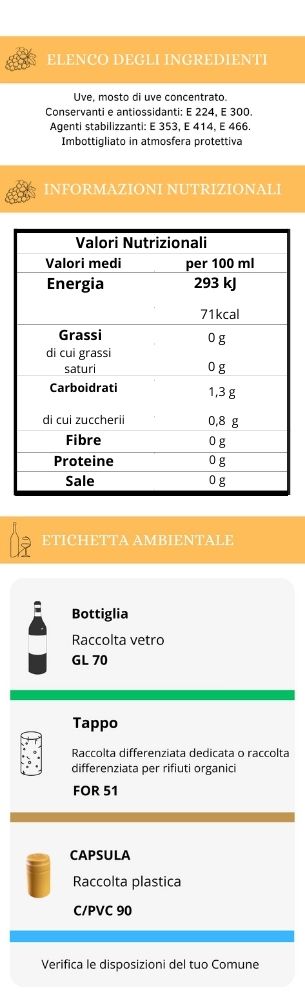 ELENCO DEGLI INGREDIENTI
Uve, mosto di uve concentrato.
Conservanti e antiossidanti: E 224, E 300.
Agenti stabilizzanti: E 353, E 414, E 466.
Imbottigliato in atmosfera protettiva
INFORMAZIONI NUTRIZIONALI
Valori Nutrizionali
Valori medi per 100 ml
Energia 293 kJ
71kcal
Grassi 0 g
di cui grassi
saturi 0 g
Carboidrati 1,3 g
di cui zuccherii 0,8 g
Fibre 0 g
Proteine 0 g
Sale 0 g
ETICHETTA AMBIENTALE
Bottiglia
Raccolta vetro
GL 70
Tappo
Raccolta differenziata dedicata o raccolta
differenziata per rifiuti organici
FOR 51
CAPSULA
Raccolta plastica
C/PVC 90
Verifica le disposizioni del tuo Comune